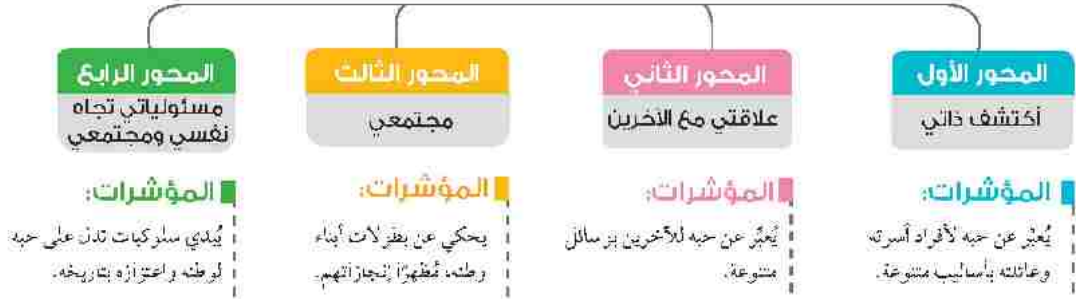 المحور الأول
أكتشف ذاتي
المؤشرات:
يُعبِّر عن حبه لأفراد أسرته
وعائلته بأساليب متنوعة.
المحور الثاني
علاقتي مع الآخرين
المؤشرات:
يُعبِّر عن حبه للآخرين برسائل
متنوعة.
المحور الثالث
مجتمعي
المؤشرات:
يحكي عن بطولات أبناء
وطنه، مُظهرًا إنجازاتهم.
المحور الرابع
مسئولياتي تجاه
نفسي ومجتمعي
المؤشرات:
يُبدي سلوكيات تدل على حبه
لوطنه واعتزازه بتاريخه.